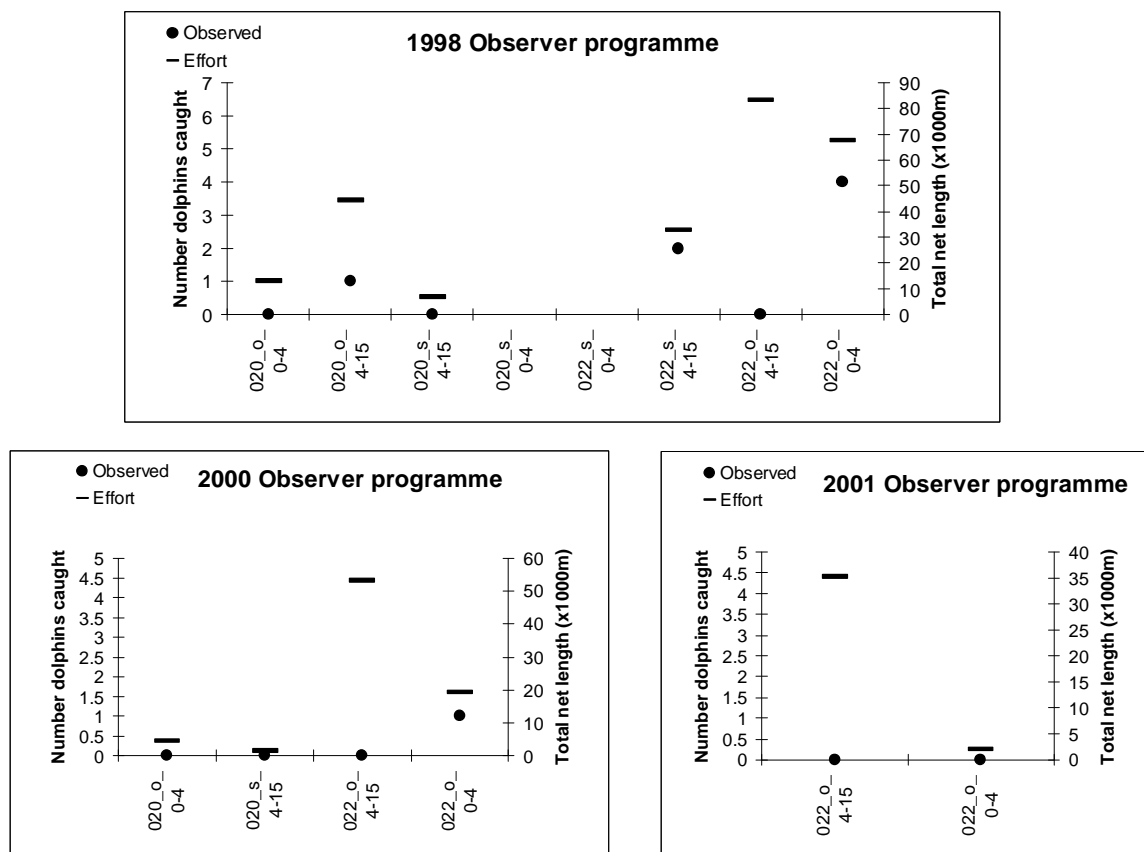 1998 Observer programme
Observed
Effort
Number dolphins caught
7
6
5
4
3
2
1
0
Total net length (x1000m)
90
80
70
60
50
40
30
20
10
0
020_o_
0-4
020_o_
4-15
020_s_
4-15
020_s_
0-4
022_s_
0-4
022_s_
4-15
022_o_
4-15
022_o_
0-4
2000 Observer programme
Observed
Effort
Number dolphins caught
5
4.5
4
3.5
3
2.5
2
1.5
1
0.5
0
Total net length (x1000m)
60
50
40
30
20
10
0
020_o_
0-4
020_s_
4-15
022_o_
4-15
022_o_
0-4
2001 Observer programme
Observed
Effort
Number dolphins caught
5
4.5
4
3.5
3
2.5
2
1.5
1
0.5
0
Total net length (x1000m)
40
35
30
25
20
15
10
5
0
022_o_
4-15
022_o_
0-4